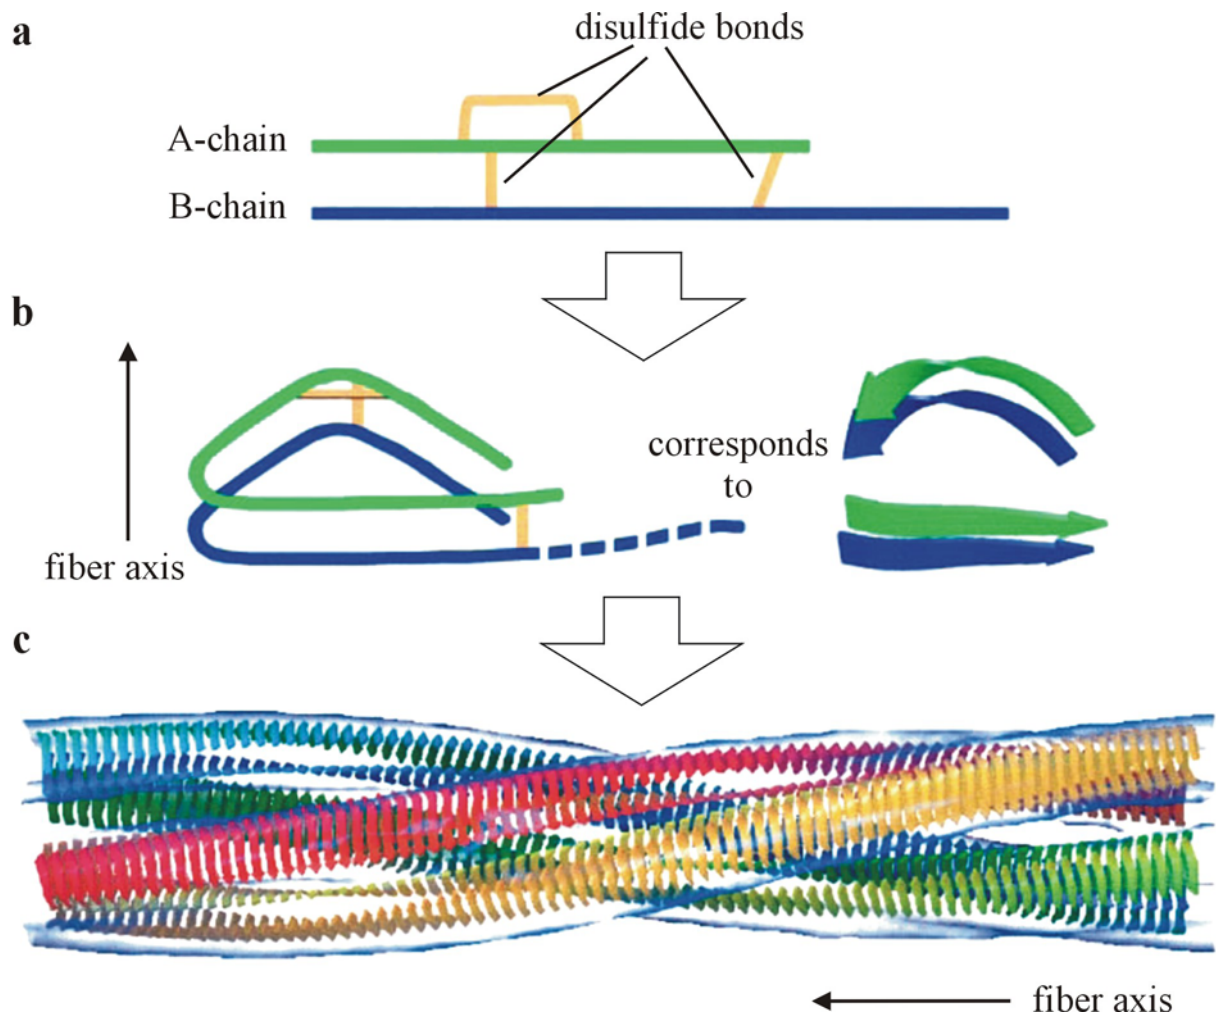 a
disulfide bonds
A-chain
B-chain
b
corresponds
to
fiber axis
c
fiber axis